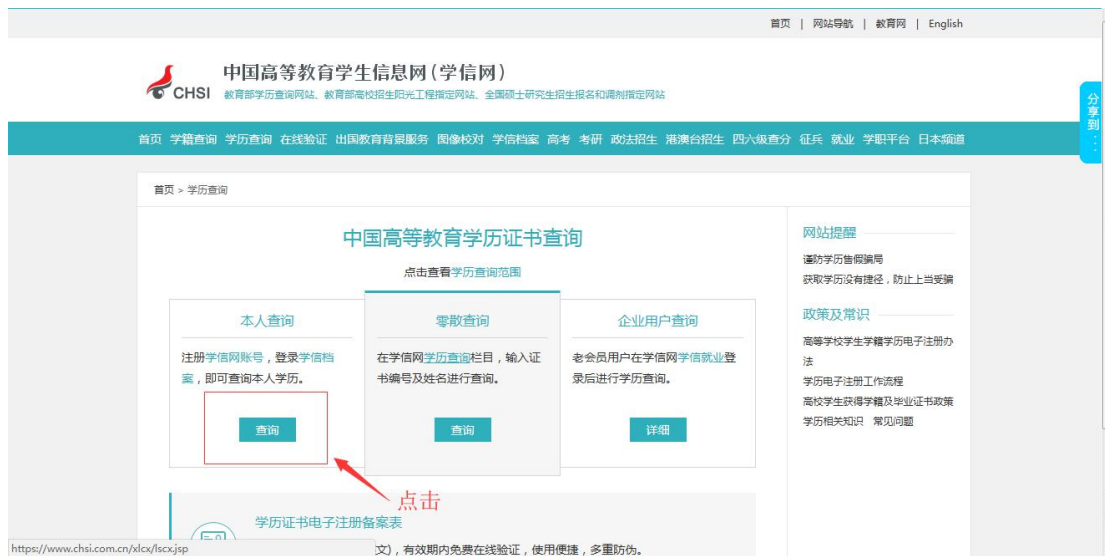 首页 | 网站导航 | 教育网 | English
中国高等教育学生信息网(学信网)
CHSI
教育部学历查询网站、教育部高校招生阳光工程指定网站、全国硕士研究生招生报名和调剂指定网站
分享到:...
首页 学籍查询 学历查询 在线验证 出国教育背景服务 图像校对 学信档案 高考 考研 政法招生 港澳台招生 四六级查分 征兵 就业 学职平台 日本频道
首页 > 学历查询
中国高等教育学历证书查询
点击查看学历查询范围
本人查询
注册学信网账号,登录学信档
案,即可查询本人学历。
查询
零散查询
在学信网学历查询栏目,输入证
书编号及姓名进行查询。
查询
企业用户查询
老会员用户在学信网学信就业登
录后进行学历查询。
详细
点击
学历证书电子注册备案表
文),有效期内免费在线验证,使用便捷,多重防伪。
网站提醒
谨防学历售假骗局
获取学历没有捷径,防止上当受骗
政策及常识
高等学校学生学籍学历电子注册办
法
学历电子注册工作流程
高校学生获得学籍及毕业证书政策
学历相关知识 常见问题
https://www.chsi.com.cn/xlcx/lscx.jsp